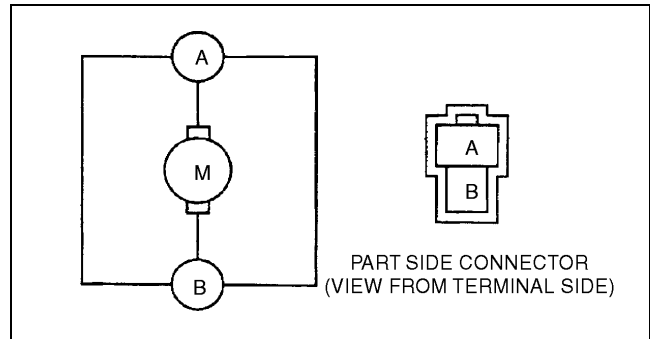 A
M
B
A
B
PART SIDE CONNECTOR
(VIEW FROM TERMINAL SIDE)